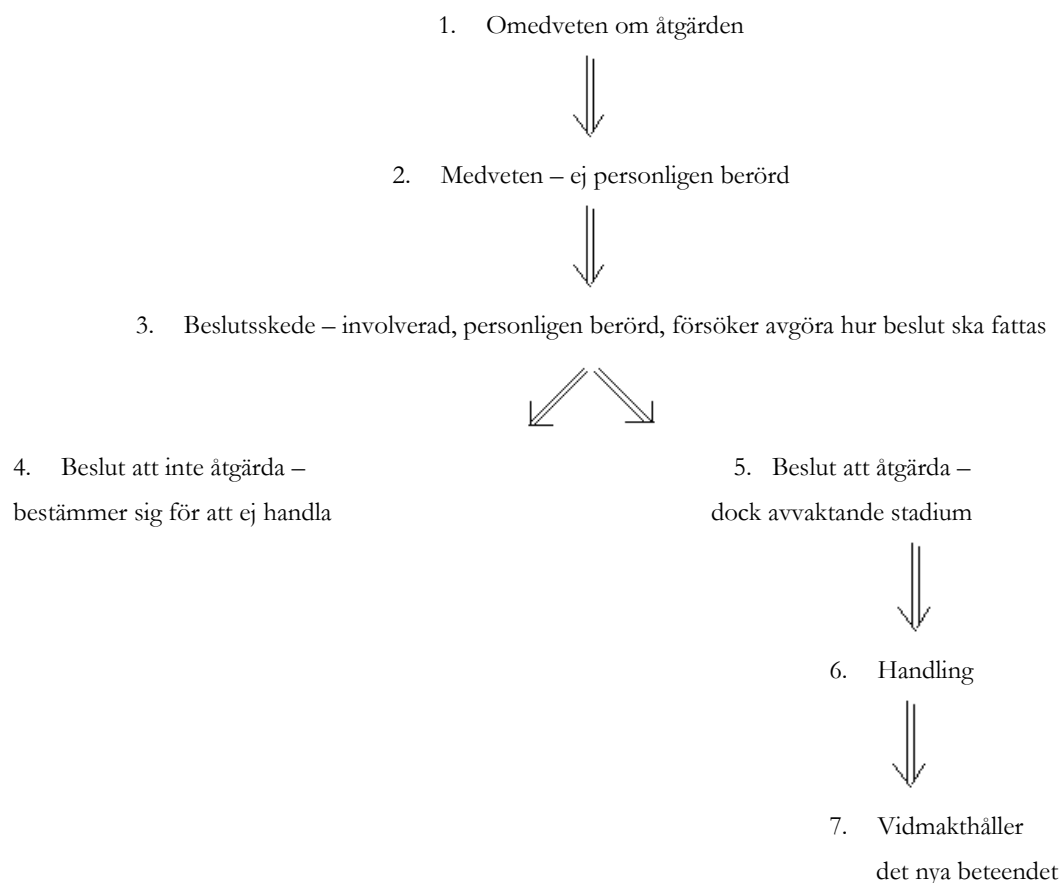 1. Omedveten om åtgärden
2. Medveten – ej personligen berörd
3. Beslutsskede – involverad, personligen berörd, försöker avgöra hur beslut ska fattas
4. Beslut att inte åtgärda –
bestämmer sig för att ej handla
5. Beslut att åtgärda –
dock avvaktande stadium
6. Handling
7. Vidmakthåller
det nya beteendet